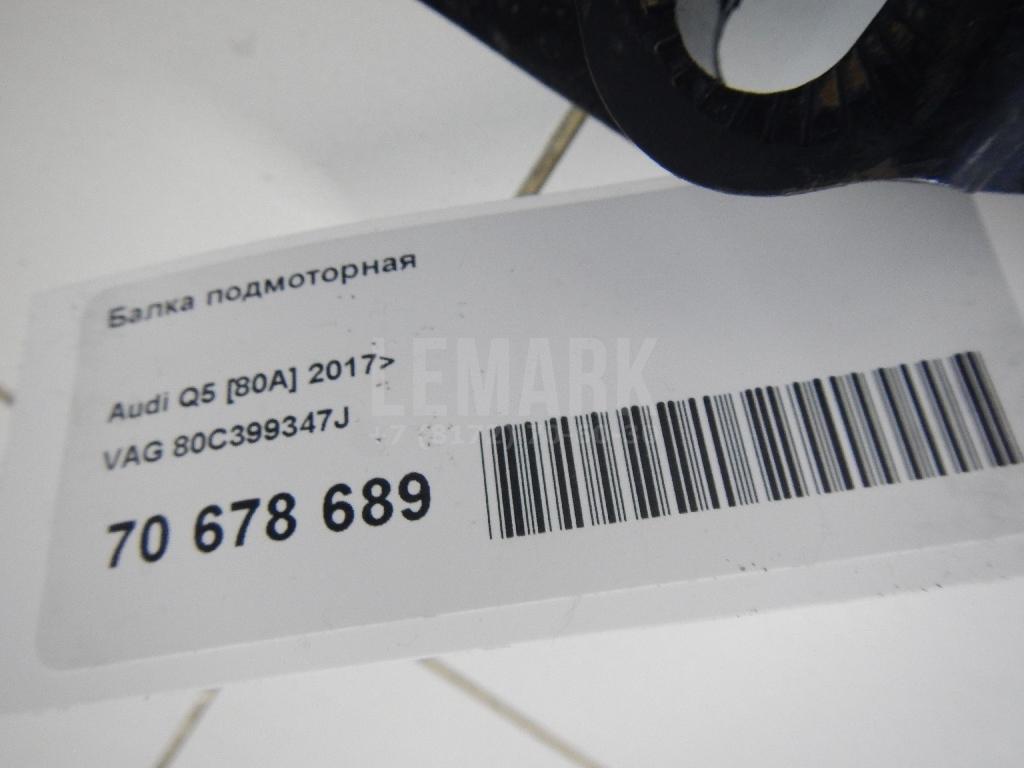 Балка подмоторная
LEMARK
Audi Q5 [80A] 2017>
VAG 80C399347J
70 678 689